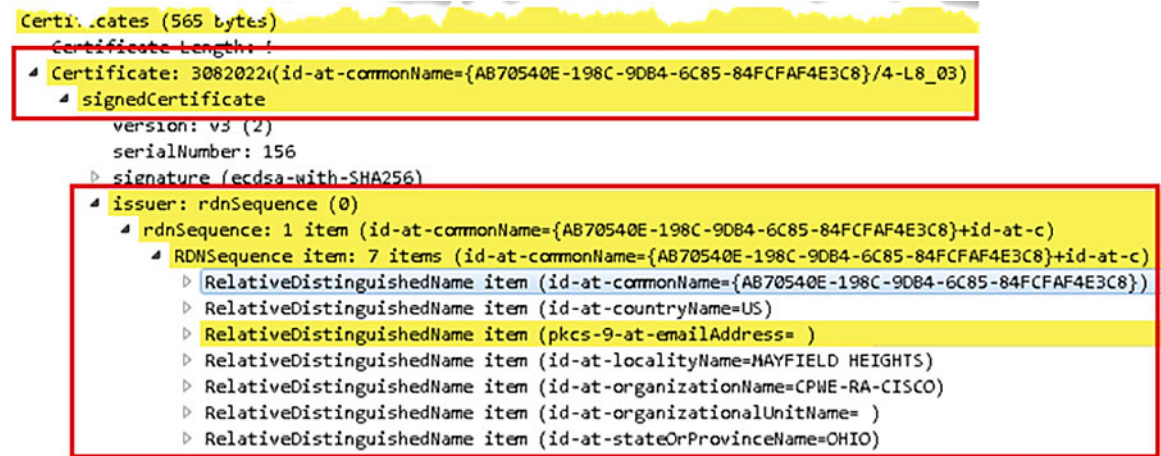 Certificates (565 bytes)
Certificate Length:
Certificate: 3082022((id-at-commonName={AB70540E-198C-9DB4-6C85-84FCFAF4E3C8}/4-L8_03)
signedCertificate
version: v3 (2)
serialNumber: 156
signature (ecdsa-with-SHA256)
issuer: rdnSequence (0)
rdnSequence: 1 item (id-at-commonName={AB70540E-198C-9DB4-6C85-84FCFAF4E3C8}+id-at-c)
RDNSequence item: 7 items (id-at-commonName={AB70540E-198C-9DB4-6C85-84FCFAF4E3C8}+id-at-c)
RelativeDistinguishedName item (id-at-commonName={AB70540E-198C-9DB4-6C85-84FCFAF4E3C8})
RelativeDistinguishedName item (id-at-countryName=US)
RelativeDistinguishedName item (pkcs-9-at-emailAddress= )
RelativeDistinguishedName item (id-at-localityName=MAYFIELD HEIGHTS)
RelativeDistinguishedName item (id-at-organizationName=CPWE-RA-CISCO)
RelativeDistinguishedName item (id-at-organizationalUnitName= )
RelativeDistinguishedName item (id-at-stateOrProvinceName=OHIO)